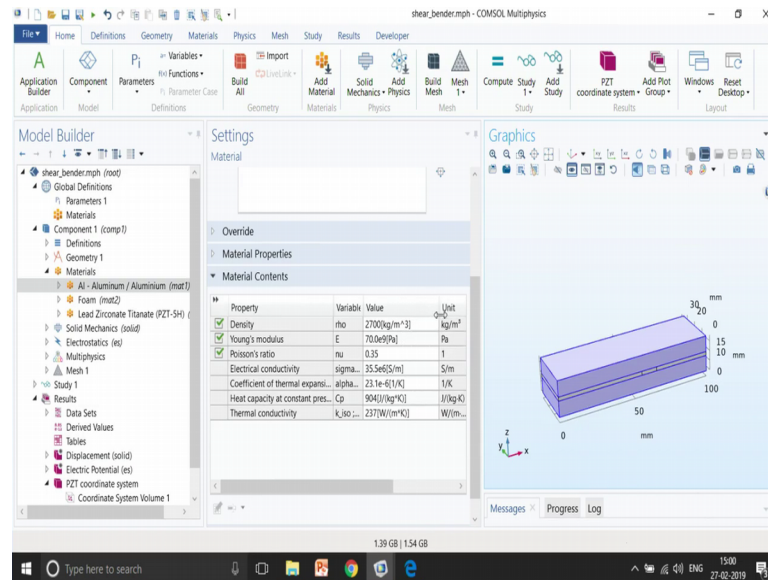 shear_bender.mph - COMSOL Multiphysics
File Home Definitions Geometry Materials Physics Mesh Study Results Developer
Application Builder
Component
Parameters
Variables
Functions
Parameter Case
Build All
Import
LiveLink
Add Material
Solid Mechanics
Add Physics
Build Mesh
Mesh 1
Compute
Study 1
Add Study
PZT coordinate system
Add Plot Group
Windows
Reset Desktop
Application Model Definitions Geometry Materials Physics Mesh Study Results Layout
Model Builder
shear_bender.mph (root)
Global Definitions
Parameters 1
Materials
Component 1 (comp1)
Definitions
Geometry 1
Materials
Al - Aluminum / Aluminium (mat1)
Foam (mat2)
Lead Zirconate Titanate (PZT-5H) (
Solid Mechanics (solid)
Electrostatics (es)
Multiphysics
Mesh 1
Study 1
Results
Data Sets
Derived Values
Tables
Displacement (solid)
Electric Potential (es)
PZT coordinate system
Coordinate System Volume 1
Settings
Material
Override
Material Properties
Material Contents
Property Variable Value Unit
Density rho 2700[kg/m^3] kg/m³
Young's modulus E 70.0e9[Pa] Pa
Poisson's ratio nu 0.35 1
Electrical conductivity sigma... 35.5e6[S/m] S/m
Coefficient of thermal expansi... alpha... 23.1e-6[1/K] 1/K
Heat capacity at constant pres... Cp 904[J/(kg*K)] J/(kg·K)
Thermal conductivity k_iso ;... 237[W/(m*K)] W/(m·...
Graphics
30 20 mm
0
15
10 mm
0
100
50
0 mm
z
y x
Messages Progress Log
1.39 GB | 1.54 GB
Type here to search
ENG
15:00
27-02-2019